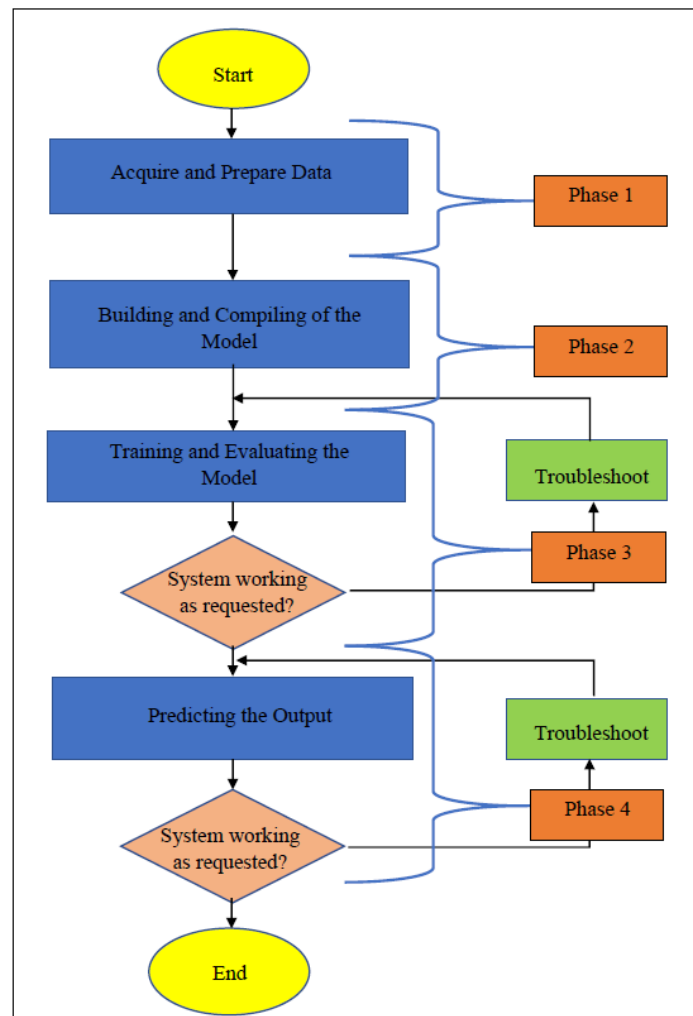 Start
Acquire and Prepare Data
Phase 1
Building and Compiling of the
Model
Phase 2
Training and Evaluating the
Model
Troubleshoot
Phase 3
System working
as requested?
Predicting the Output
Troubleshoot
Phase 4
System working
as requested?
End